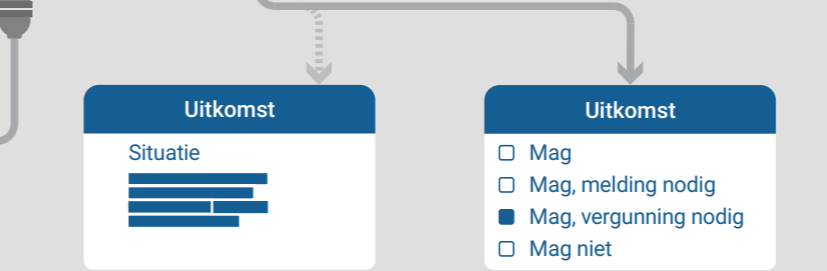 Uitkomst
Situatie
Uitkomst
Mag
Mag, melding nodig
Mag, vergunning nodig
Mag niet